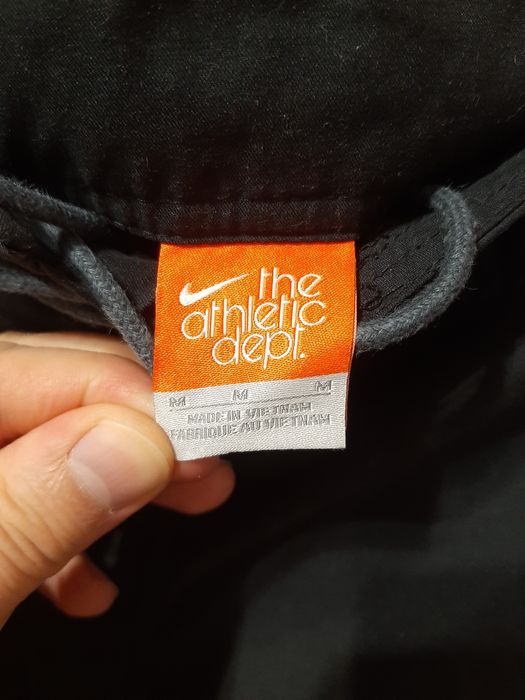 the
athletic
dept.
M M M
MADE IN VIETNAM
FABRIQUE AU VIETNAM